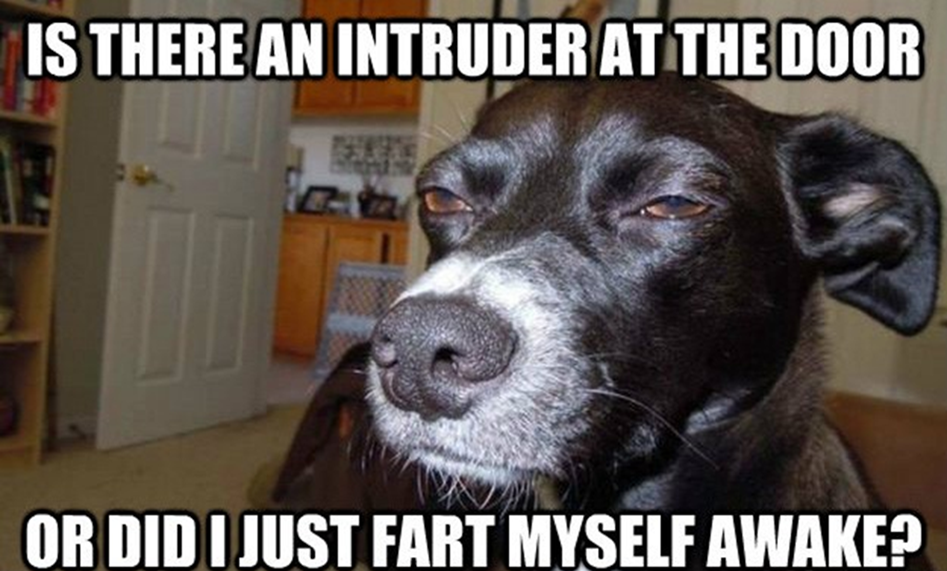 IS THERE AN INTRUDER AT THE DOOR
OR DID I JUST FART MYSELF AWAKE?